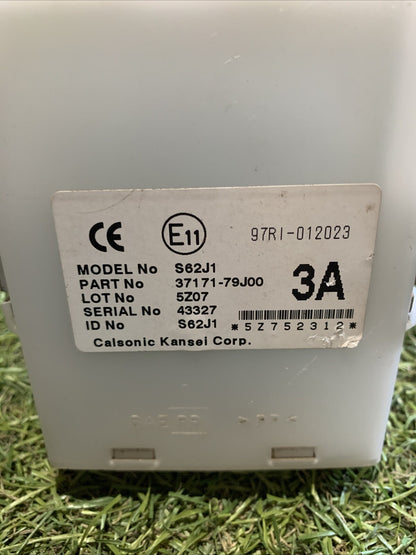 CE E11 97RI-012023
MODEL No S62J1
PART No 37171-79J00
LOT No 5Z07
SERIAL No 43327
ID No S62J1
3A
*5Z752312*
Calsonic Kansei Corp.
>PP<